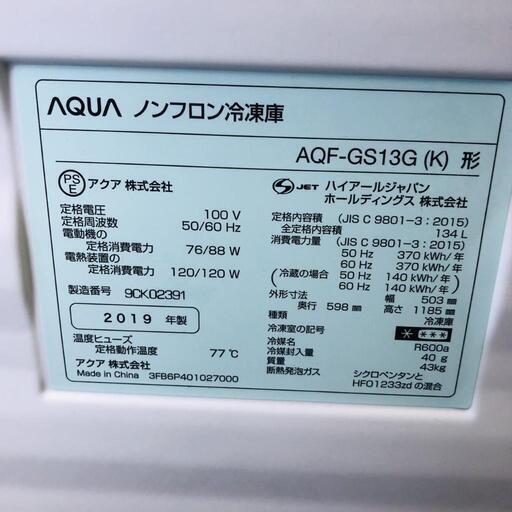 AQUA ノンフロン冷凍庫
AQF-GS13G (K) 形
PSE アクア 株式会社
定格電圧 100 V
定格周波数 50/60 Hz
電動機の
定格消費電力 76/88 W
電熱装置の
定格消費電力 120/120 W
製造番号 9CK02391
2019 年製
温度ヒューズ
定格動作温度 77℃
アクア 株式会社
Made in China 3FB6P401027000
JET ハイアールジャパン
ホールディングス 株式会社
定格内容積 (JIS C 9801-3 : 2015)
全定格内容積 134 L
消費電力量 (JIS C 9801-3 : 2015)
50 Hz 370 kWh/年
60 Hz 370 kWh/年
(冷蔵の場合 50 Hz 140 kWh/年
60 Hz 140 kWh/年)
外形寸法 幅 503 ㎜
奥行 598 ㎜ 高さ 1185 ㎜
種類 冷凍庫
冷凍室の記号 ****
冷媒名 R600a
冷媒封入量 40 g
質量 43kg
断熱発泡ガス シクロペンタンと
HFO1233zd の混合